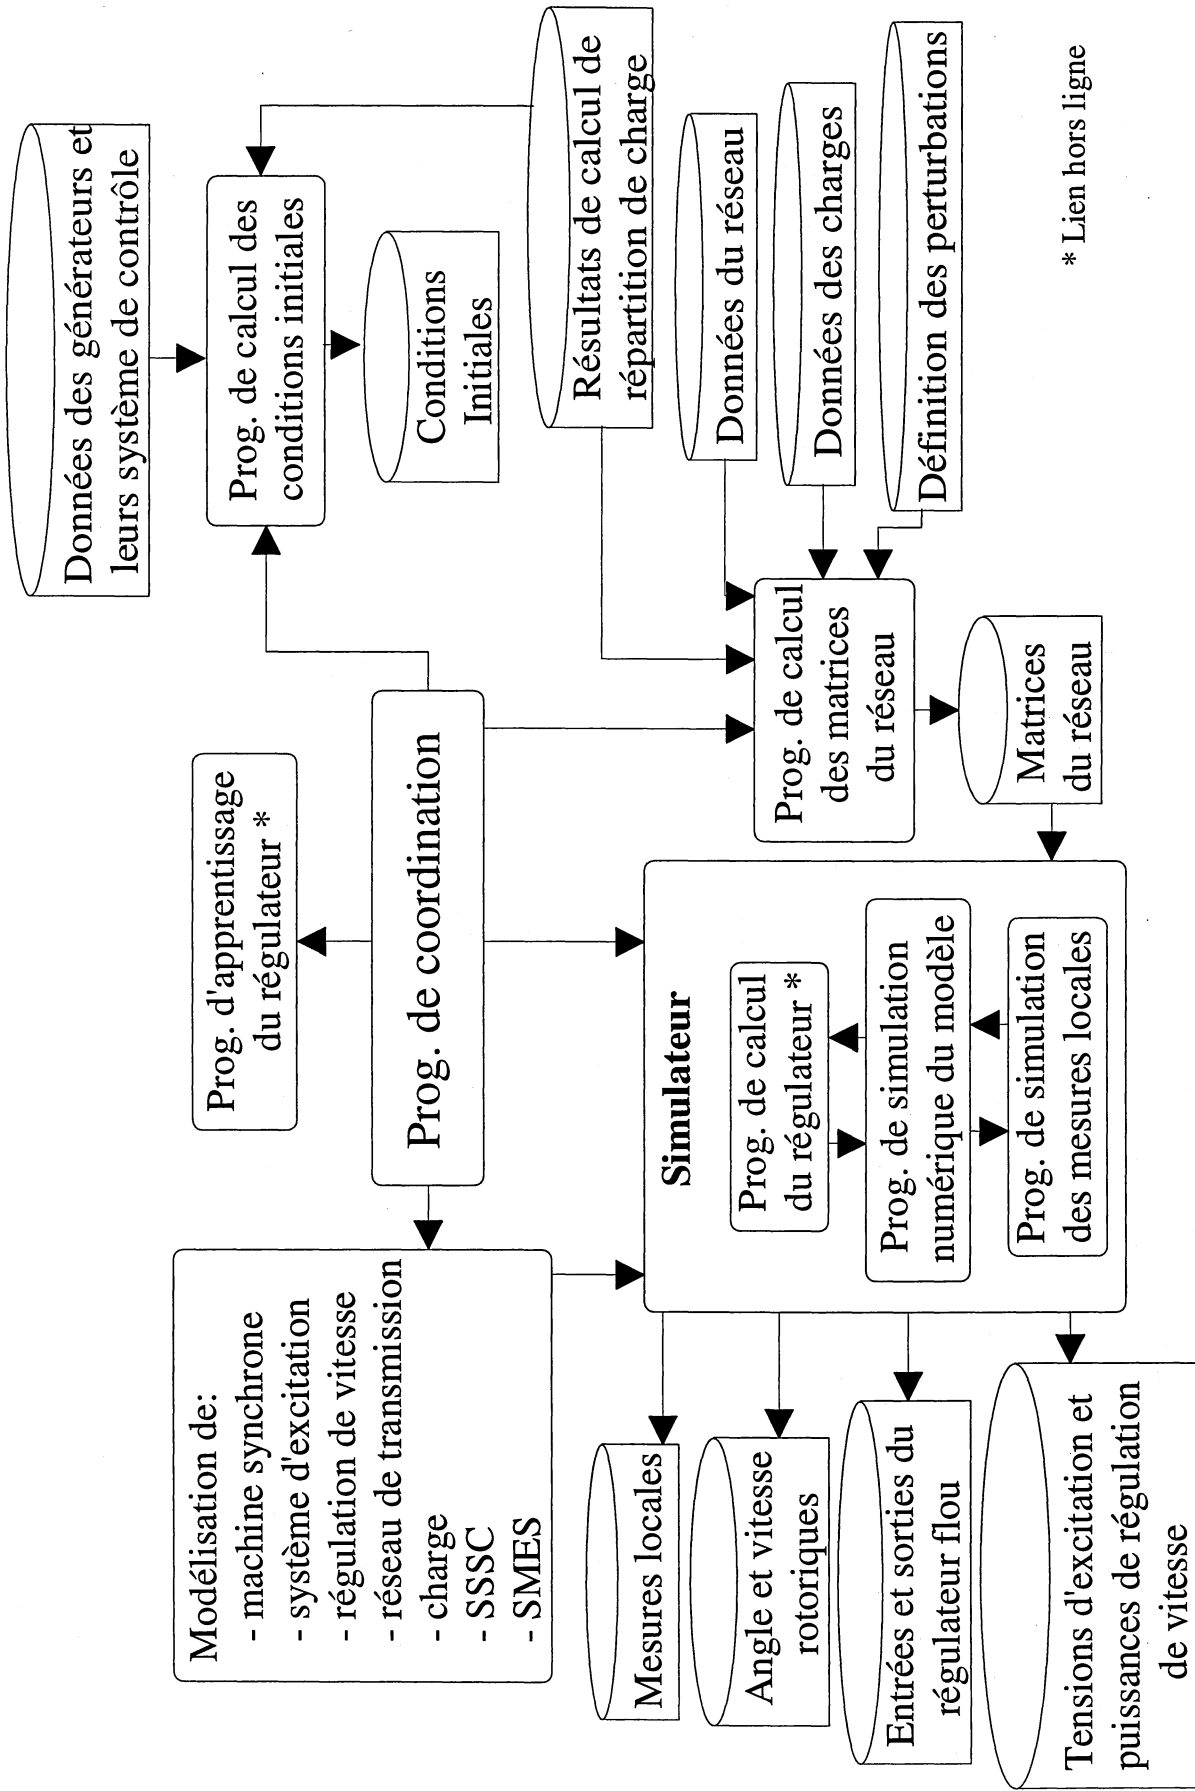 Modélisation de:
- machine synchrone
- système d'excitation
- régulation de vitesse
- réseau de transmission
- charge
- SSSC
- SMES
Prog. d'apprentissage
du régulateur *
Prog. de coordination
Données des générateurs et
leurs système de contrôle
Prog. de calcul des
conditions initiales
Conditions
Initiales
Résultats de calcul de
répartition de charge
Données du réseau
Données des charges
Définition des perturbations
Prog. de calcul
des matrices
du réseau
Matrices
du réseau
Simulateur
Prog. de calcul
du régulateur *
Prog. de simulation
numérique du modèle
Prog. de simulation
des mesures locales
Mesures locales
Angle et vitesse
rotoriques
Entrées et sorties du
régulateur flou
Tensions d'excitation et
puissances de régulation
de vitesse
* Lien hors ligne